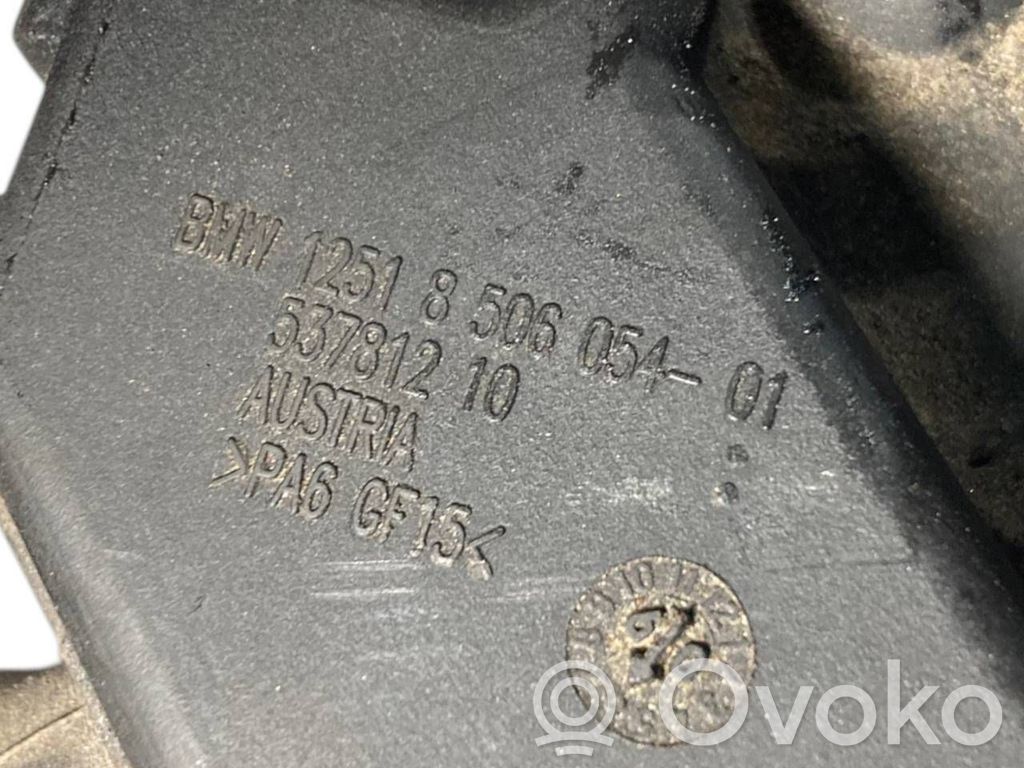 BMW 1251 8 506 054-01
537812 10
AUSTRIA
>PA6 GF15<
Ovoko